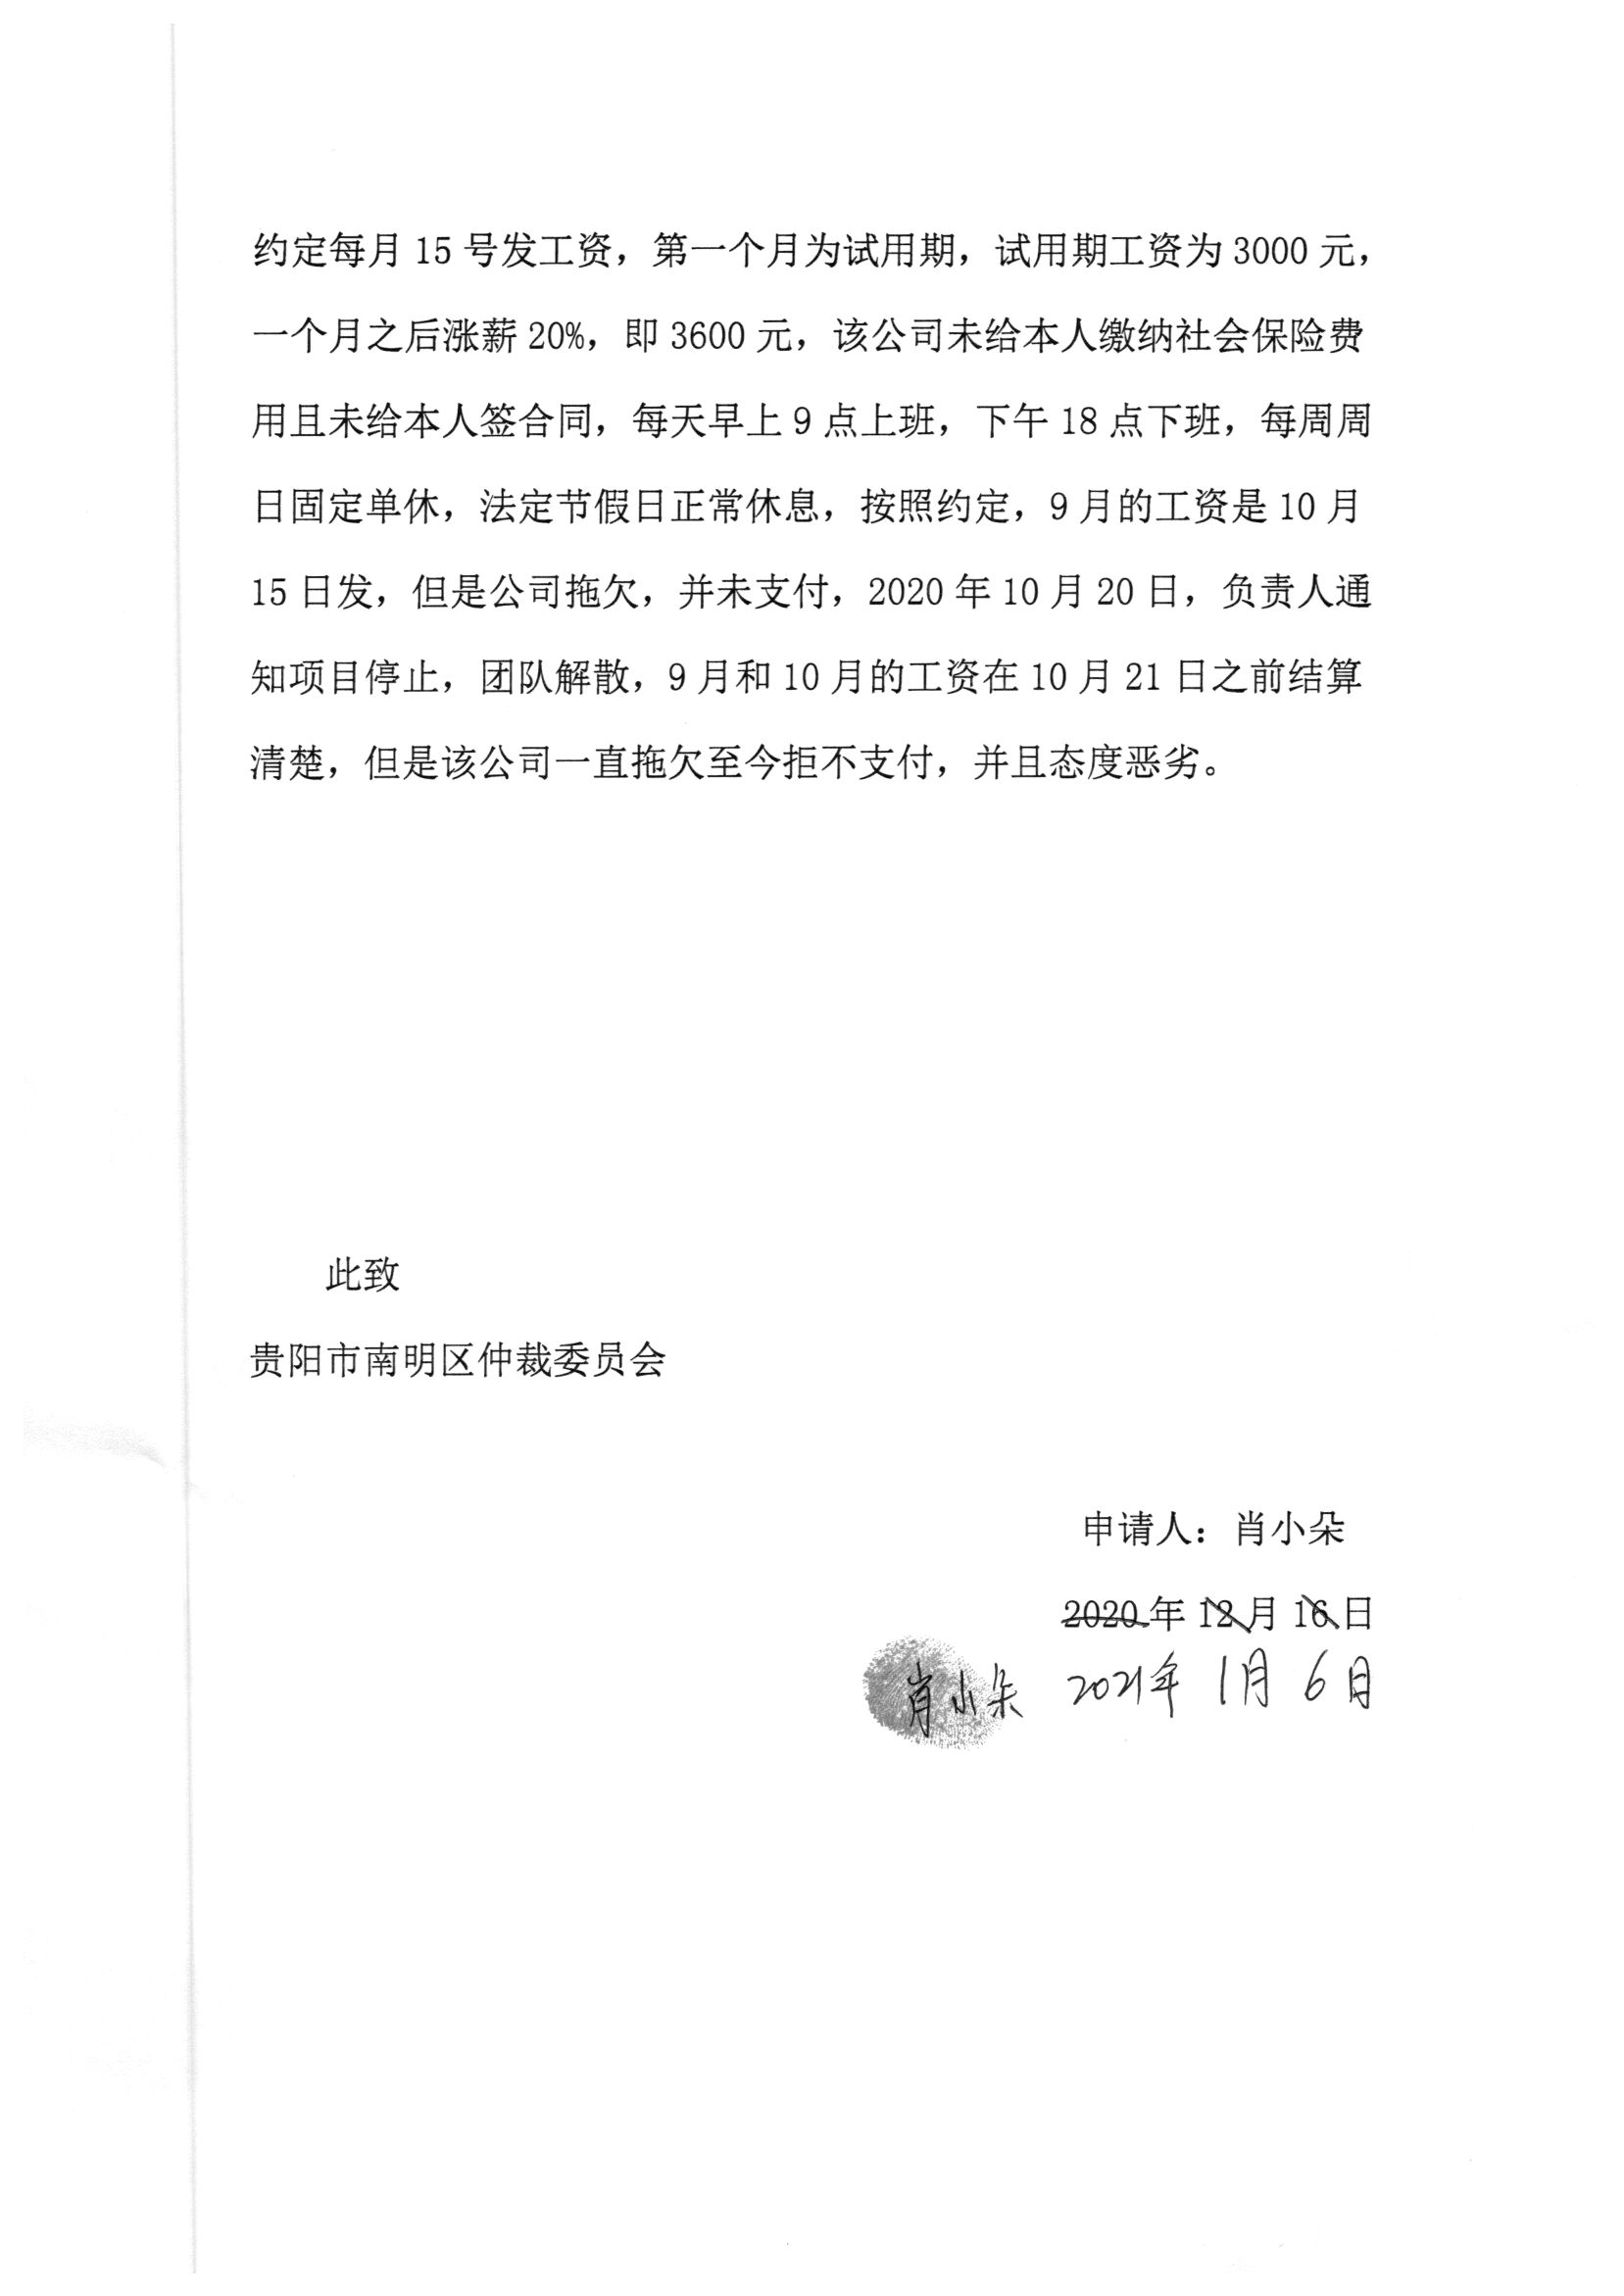 约定每月 15 号发工资，第一个月为试用期，试用期工资为 3000 元，
一个月之后涨薪 20%，即 3600 元，该公司未给本人缴纳社会保险费
用且未给本人签合同，每天早上 9 点上班，下午 18 点下班，每周周
日固定单休，法定节假日正常休息，按照约定，9 月的工资是 10 月
15 日发，但是公司拖欠，并未支付，2020 年 10 月 20 日，负责人通
知项目停止，团队解散，9 月和 10 月的工资在 10 月 21 日之前结算
清楚，但是该公司一直拖欠至今拒不支付，并且态度恶劣。
此致
贵阳市南明区仲裁委员会
申请人：肖小朵
2020 年 12 月 16 日
肖小朵 2021年 1月 6日